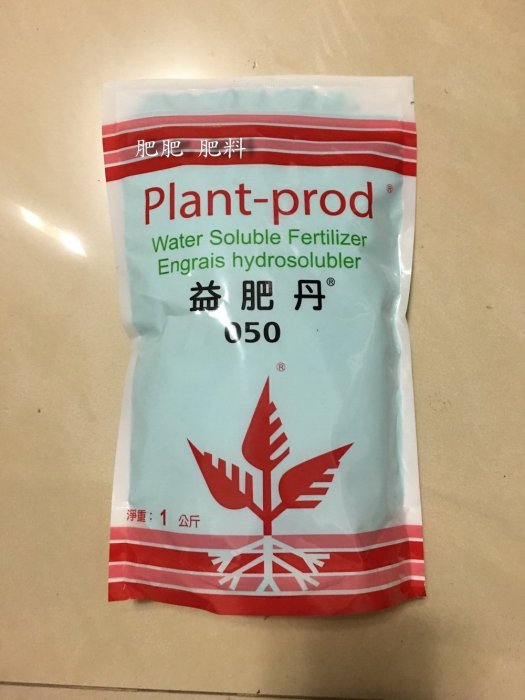 肥肥 肥料
Plant-prod®
Water Soluble Fertilizer
Engrais hydrosolubler
益肥丹®
050
®
淨重：1 公斤